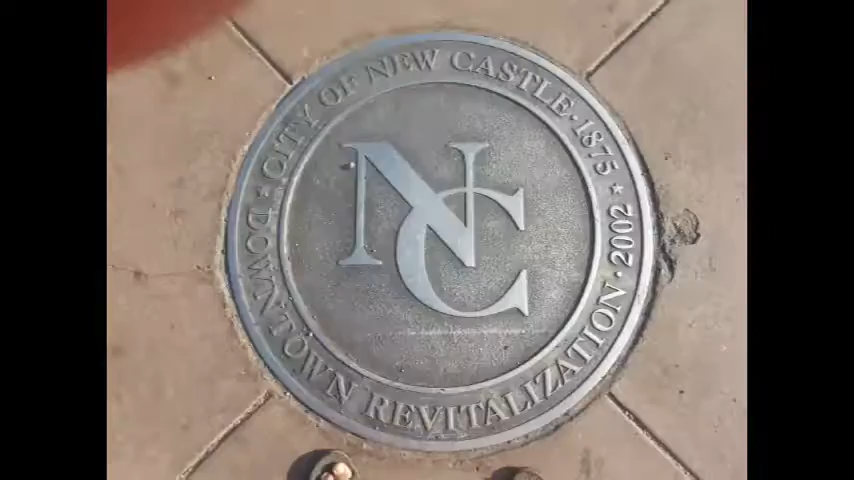 CITY OF NEW CASTLE · 1875
DOWNTOWN REVITALIZATION · 2002
NC